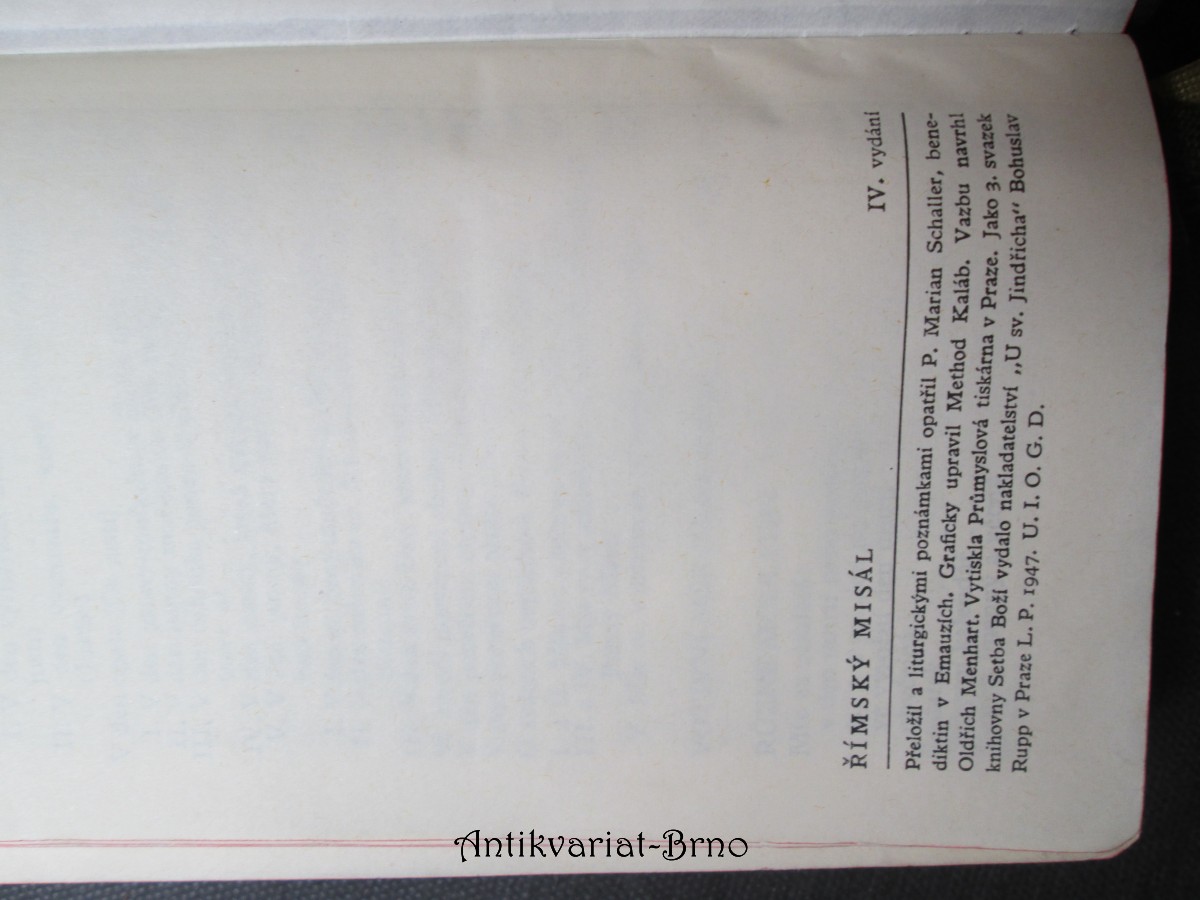 ŘÍMSKÝ MISÁL IV. vydání
Přeložil a liturgickými poznámkami opatřil P. Marian Schaller, bene-
diktin v Emauzích. Graficky upravil Method Kaláb. Vazbu navrhl
Oldřich Menhart. Vytiskla Průmyslová tiskárna v Praze. Jako 3. svazek
knihovny Setba Boží vydalo nakladatelství „U sv. Jindřicha“ Bohuslav
Rupp v Praze L. P. 1947. U. I. O. G. D.
Antikvariat-Brno